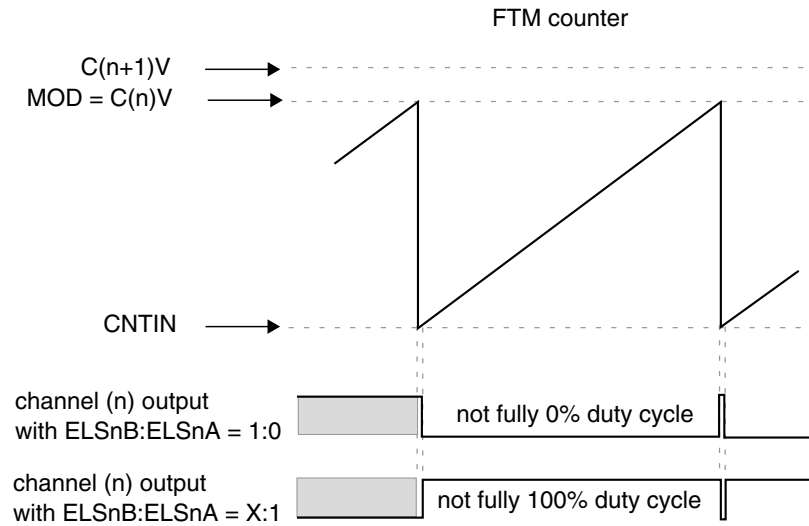 FTM counter
C(n+1)V
MOD = C(n)V
CNTIN
channel (n) output
with ELSnB:ELSnA = 1:0
not fully 0% duty cycle
channel (n) output
with ELSnB:ELSnA = X:1
not fully 100% duty cycle